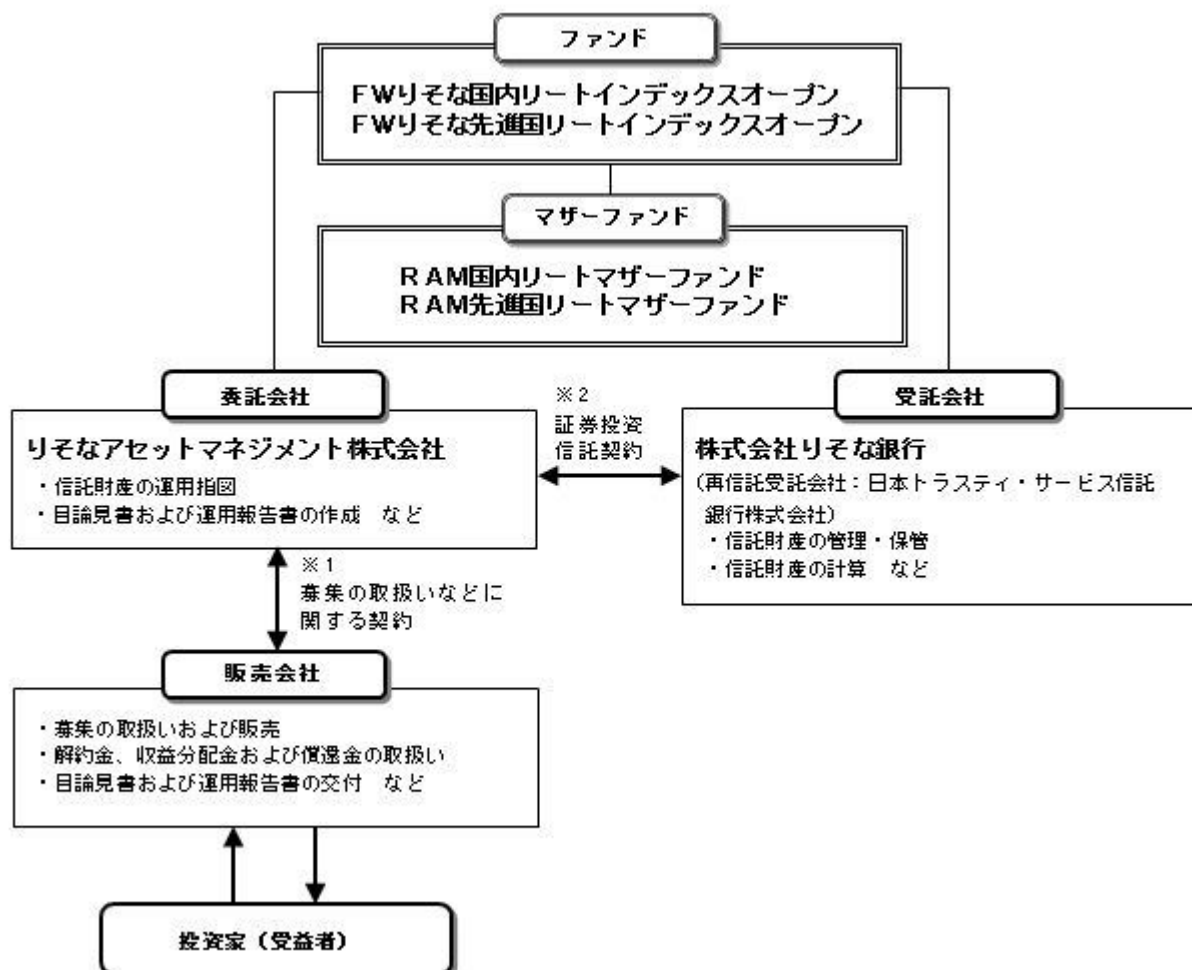 ファンド
FWりそな国内リートインデックスオープン
FWりそな先進国リートインデックスオープン
マザーファンド
RAM国内リートマザーファンド
RAM先進国リートマザーファンド
委託会社
りそなアセットマネジメント株式会社
・信託財産の運用指図
・目論見書および運用報告書の作成 など
※2
証券投資
信託契約
受託会社
株式会社りそな銀行
(再信託受託会社:日本トラスティ・サービス信託
銀行株式会社)
・信託財産の管理・保管
・信託財産の計算 など
※1
募集の取扱いなどに
関する契約
販売会社
・募集の取扱いおよび販売
・解約金、収益分配金および償還金の取扱い
・目論見書および運用報告書の交付 など
投資家(受益者)